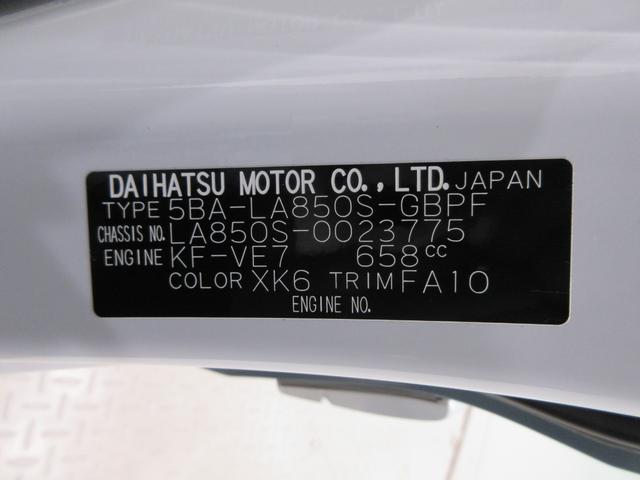 DAIHATSU MOTOR CO.,LTD. JAPAN
TYPE 5BA-LA850S-GBPF
CHASSIS NO. LA850S-0023775
ENGINE KF-VE7 658cc
COLOR XK6 TRIM FA10
ENGINE NO.